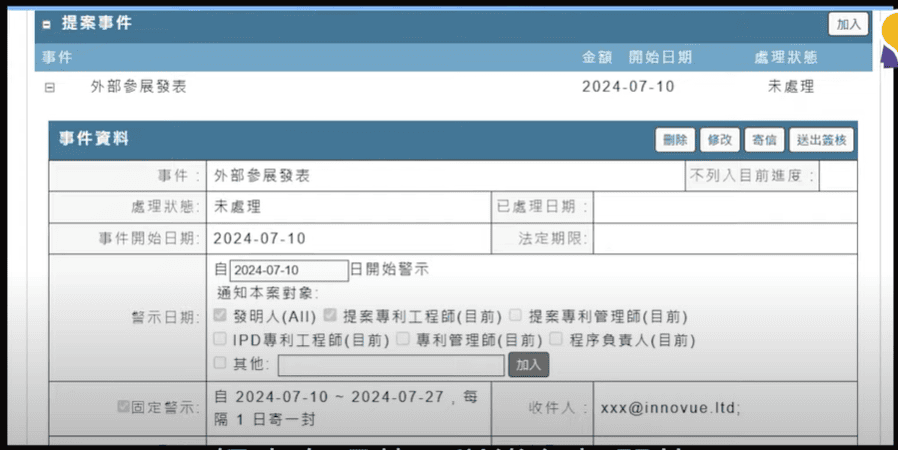 提案事件 加入
事件 金額 開始日期 處理狀態
外部參展發表 2024-07-10 未處理
事件資料 刪除 修改 寄信 送出簽核
事件 : 外部參展發表 不列入目前進度 :
處理狀態: 未處理 已處理日期 :
事件開始日期: 2024-07-10 法定期限:
警示日期: 自 2024-07-10 日開始警示
通知本案對象:
發明人(All) 提案專利工程師(目前) 提案專利管理師(目前)
IPD專利工程師(目前) 專利管理師(目前) 程序負責人(目前)
其他: 加入
固定警示: 自 2024-07-10 ~ 2024-07-27 , 每
隔 1 日寄一封
收件人 : xxx@innovue.ltd;